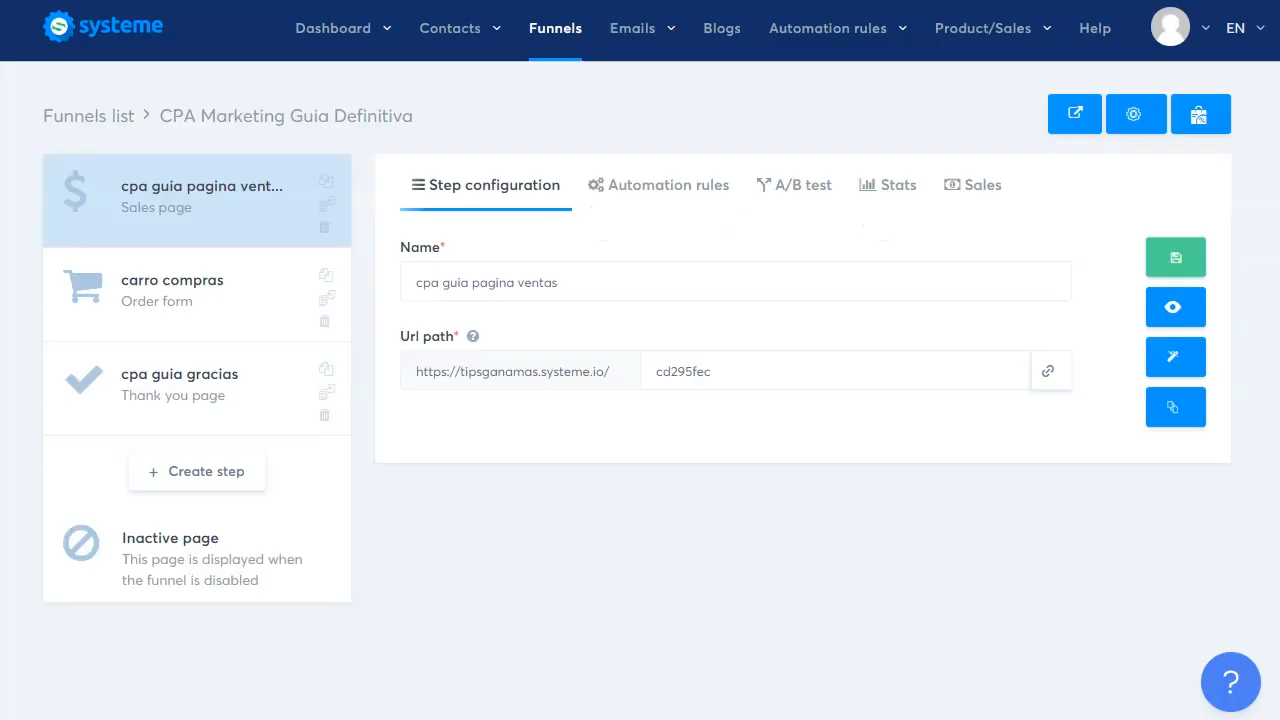 systeme
Dashboard
Contacts
Funnels
Emails
Blogs
Automation rules
Product/Sales
Help
EN
Funnels list > CPA Marketing Guia Definitiva
cpa guia pagina vent...
Sales page
carro compras
Order form
cpa guia gracias
Thank you page
+ Create step
Inactive page
This page is displayed when
the funnel is disabled
Step configuration
Automation rules
A/B test
Stats
Sales
Name*
cpa guia pagina ventas
Url path* ?
https://tipsganamas.systeme.io/ cd295fec
?